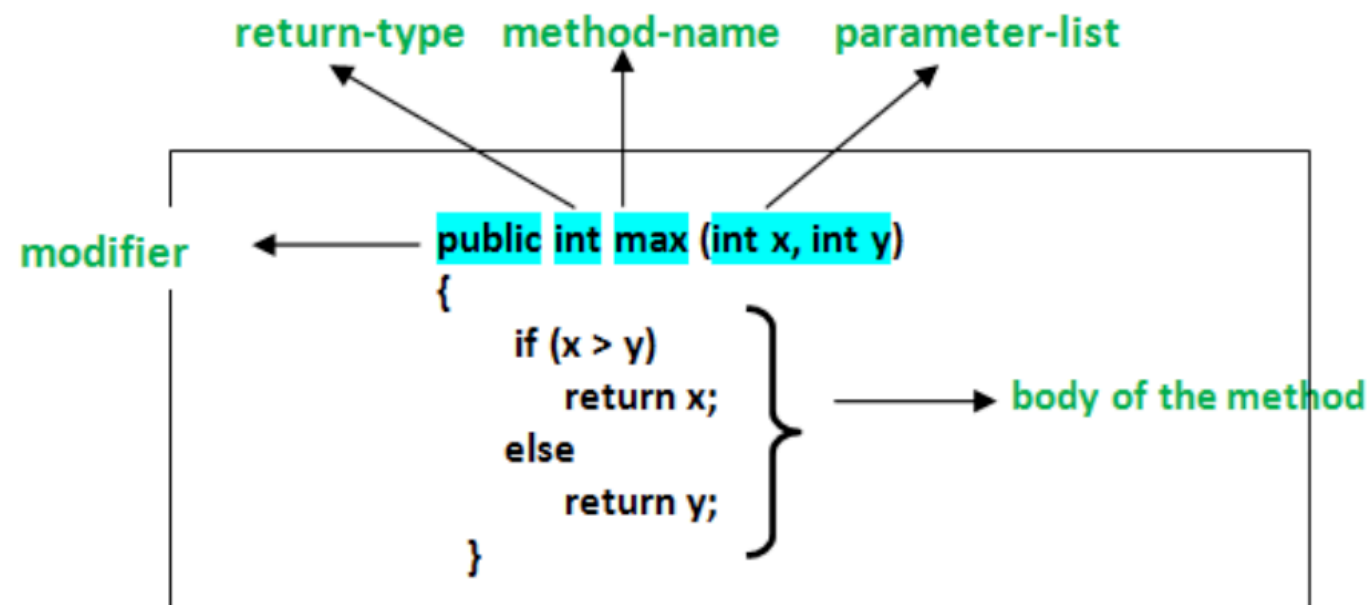 return-type method-name parameter-list
modifier public int max (int x, int y)
{
if (x > y)
return x;
body of the method
else
return y;
}